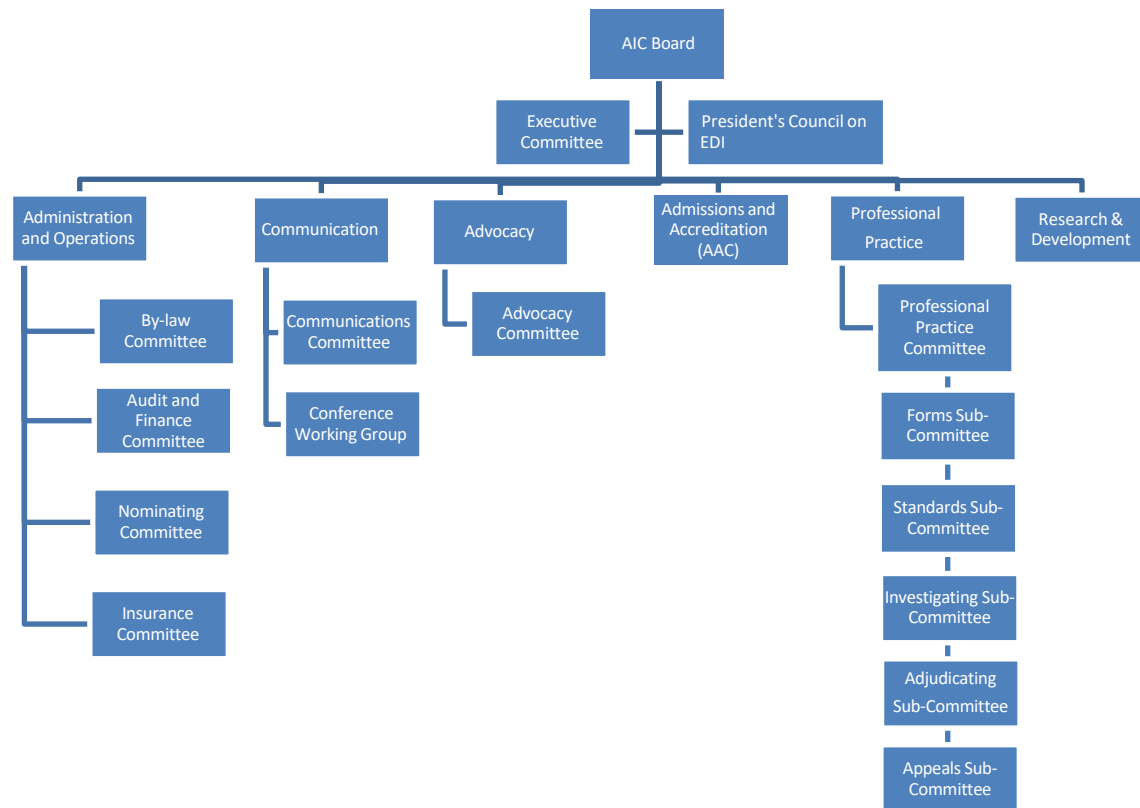 AIC Board
Executive
Committee
President's Council on
EDI
Administration
and Operations
Communication
Advocacy
Admissions and
Accreditation
(AAC)
Professional
Practice
Research &
Development
By-law
Committee
Audit and
Finance
Committee
Nominating
Committee
Insurance
Committee
Communications
Committee
Conference
Working Group
Advocacy
Committee
Professional
Practice
Committee
Forms Sub-
Committee
Standards Sub-
Committee
Investigating Sub-
Committee
Adjudicating
Sub-Committee
Appeals Sub-
Committee